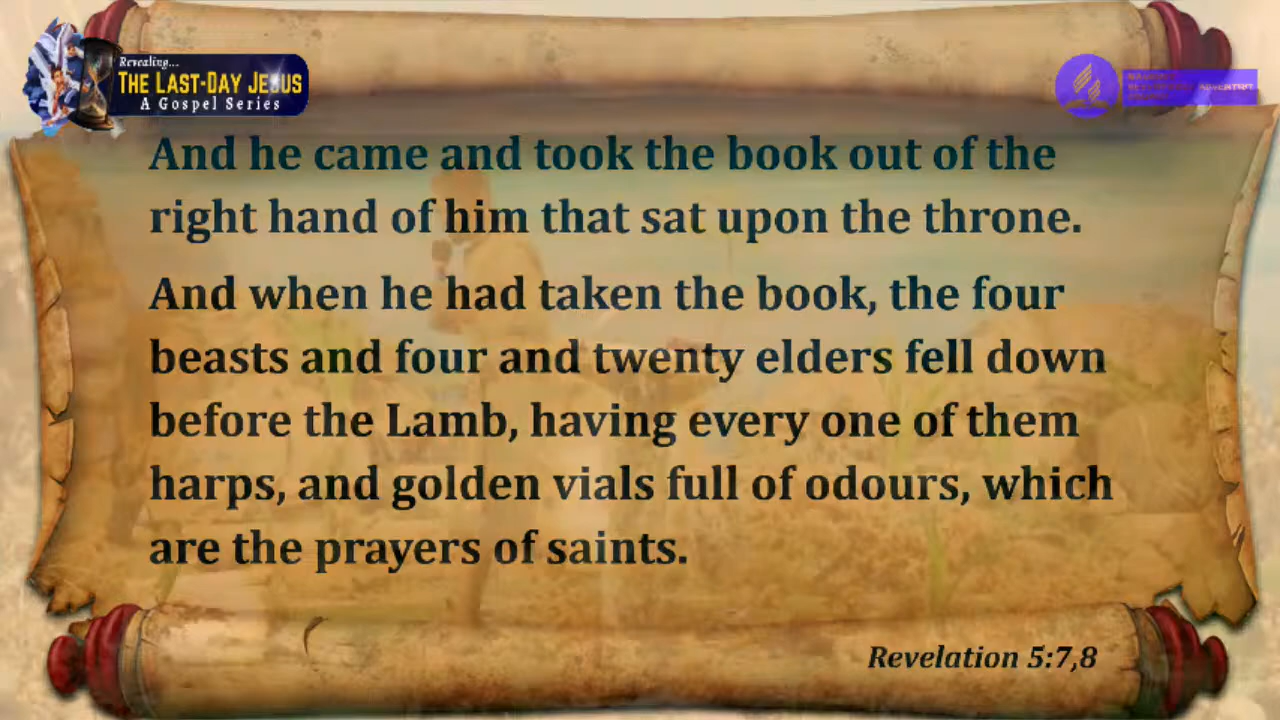 Revealing...
THE LAST-DAY JESUS
A Gospel Series
ADVENTIST
And he came and took the book out of the
right hand of him that sat upon the throne.
And when he had taken the book, the four
beasts and four and twenty elders fell down
before the Lamb, having every one of them
harps, and golden vials full of odours, which
are the prayers of saints.
Revelation 5:7,8